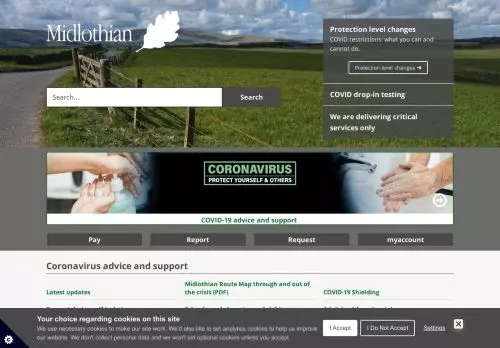 Midlothian
Protection level changes
COVID restrictions: what you can and
cannot do.
Protection level changes ➔
Search...
Search
COVID drop-in testing
We are delivering critical
services only
CORONAVIRUS
PROTECT YOURSELF & OTHERS
COVID-19 advice and support
Pay
Report
Request
myaccount
Coronavirus advice and support
Latest updates
Midlothian Route Map through and out of
the crisis (PDF)
COVID-19 Shielding
Your choice regarding cookies on this site
We use necessary cookies to make our site work. We'd also like to set analytics cookies to help us improve
our website. We don't collect personal data and we won't set optional cookies unless you accept.
I Accept
I Do Not Accept
Settings